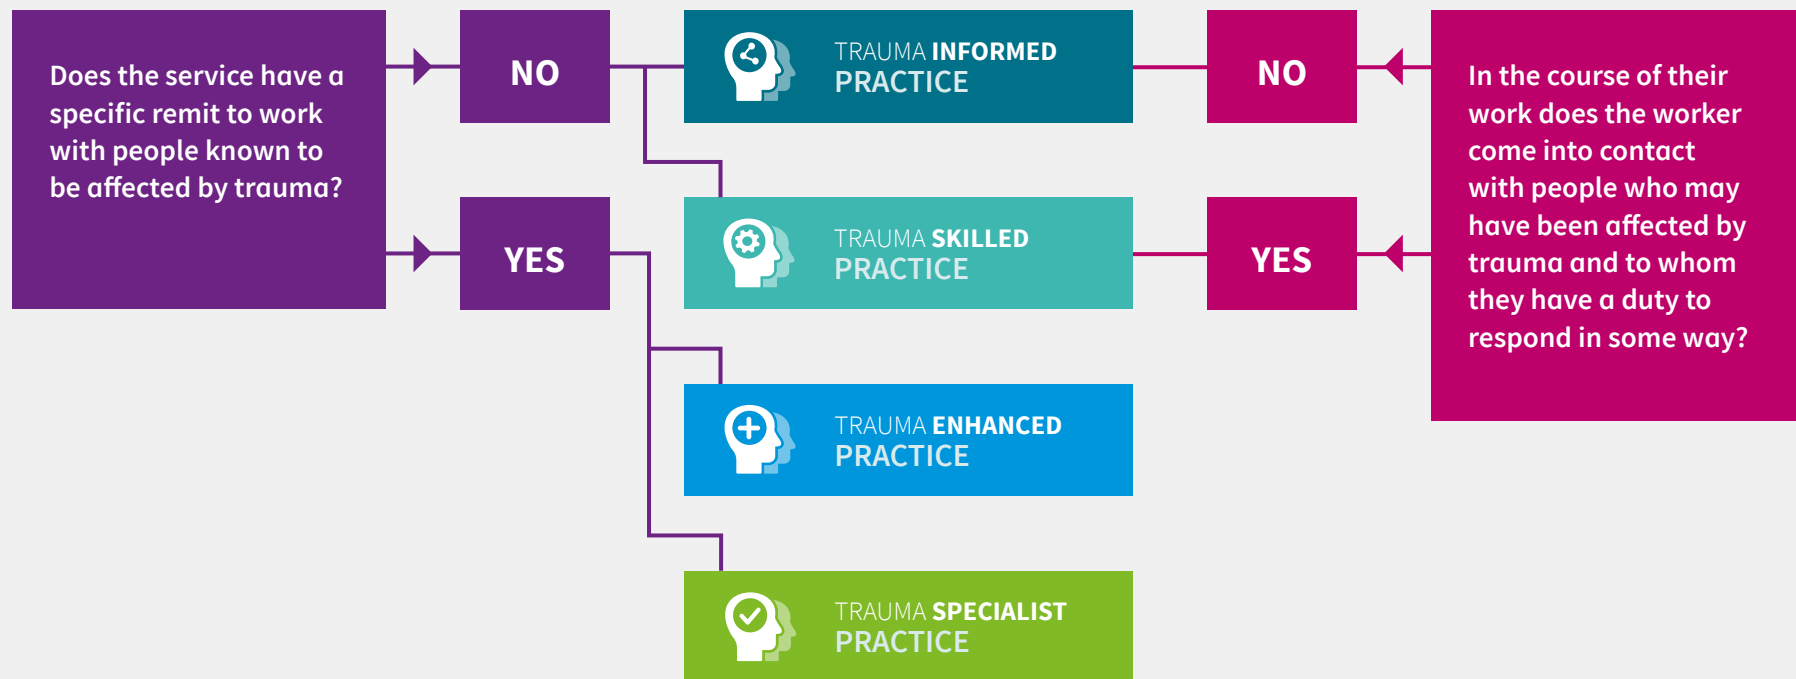 Does the service have a
specific remit to work
with people known to
be affected by trauma?
NO
YES
TRAUMA INFORMED
PRACTICE
TRAUMA SKILLED
PRACTICE
TRAUMA ENHANCED
PRACTICE
TRAUMA SPECIALIST
PRACTICE
NO
YES
In the course of their
work does the worker
come into contact
with people who may
have been affected by
trauma and to whom
they have a duty to
respond in some way?